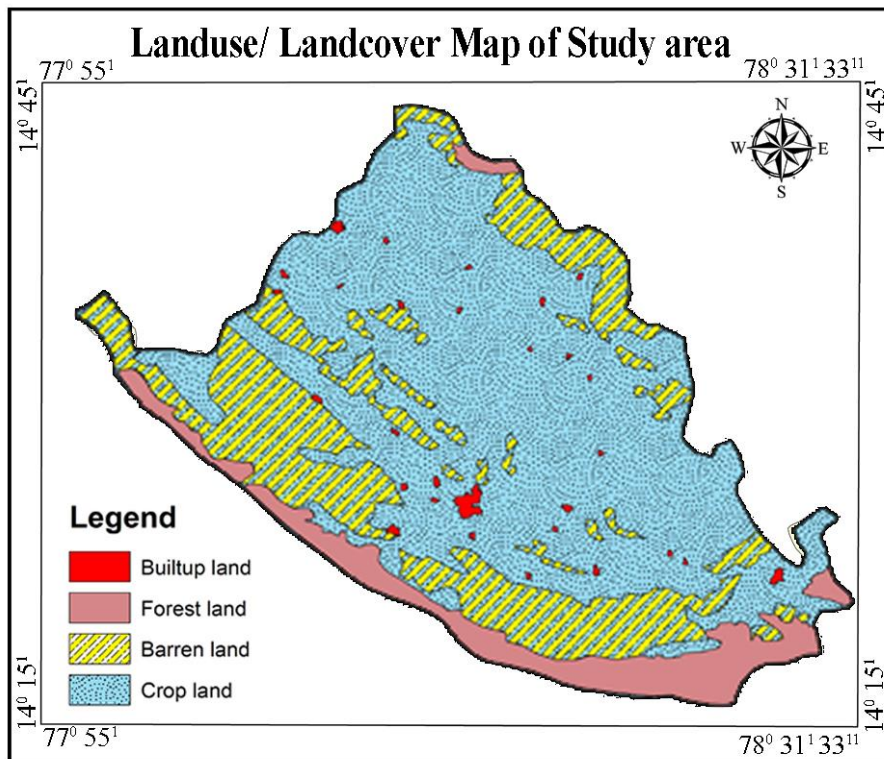 Landuse/ Landcover Map of Study area
77⁰ 55¹
78⁰ 31¹ 33¹¹
14⁰ 45¹
14⁰ 45¹
N
W E
S
Legend
Builtup land
Forest land
Barren land
Crop land
14⁰ 15¹
14⁰ 15¹
77⁰ 55¹
78⁰ 31¹ 33¹¹